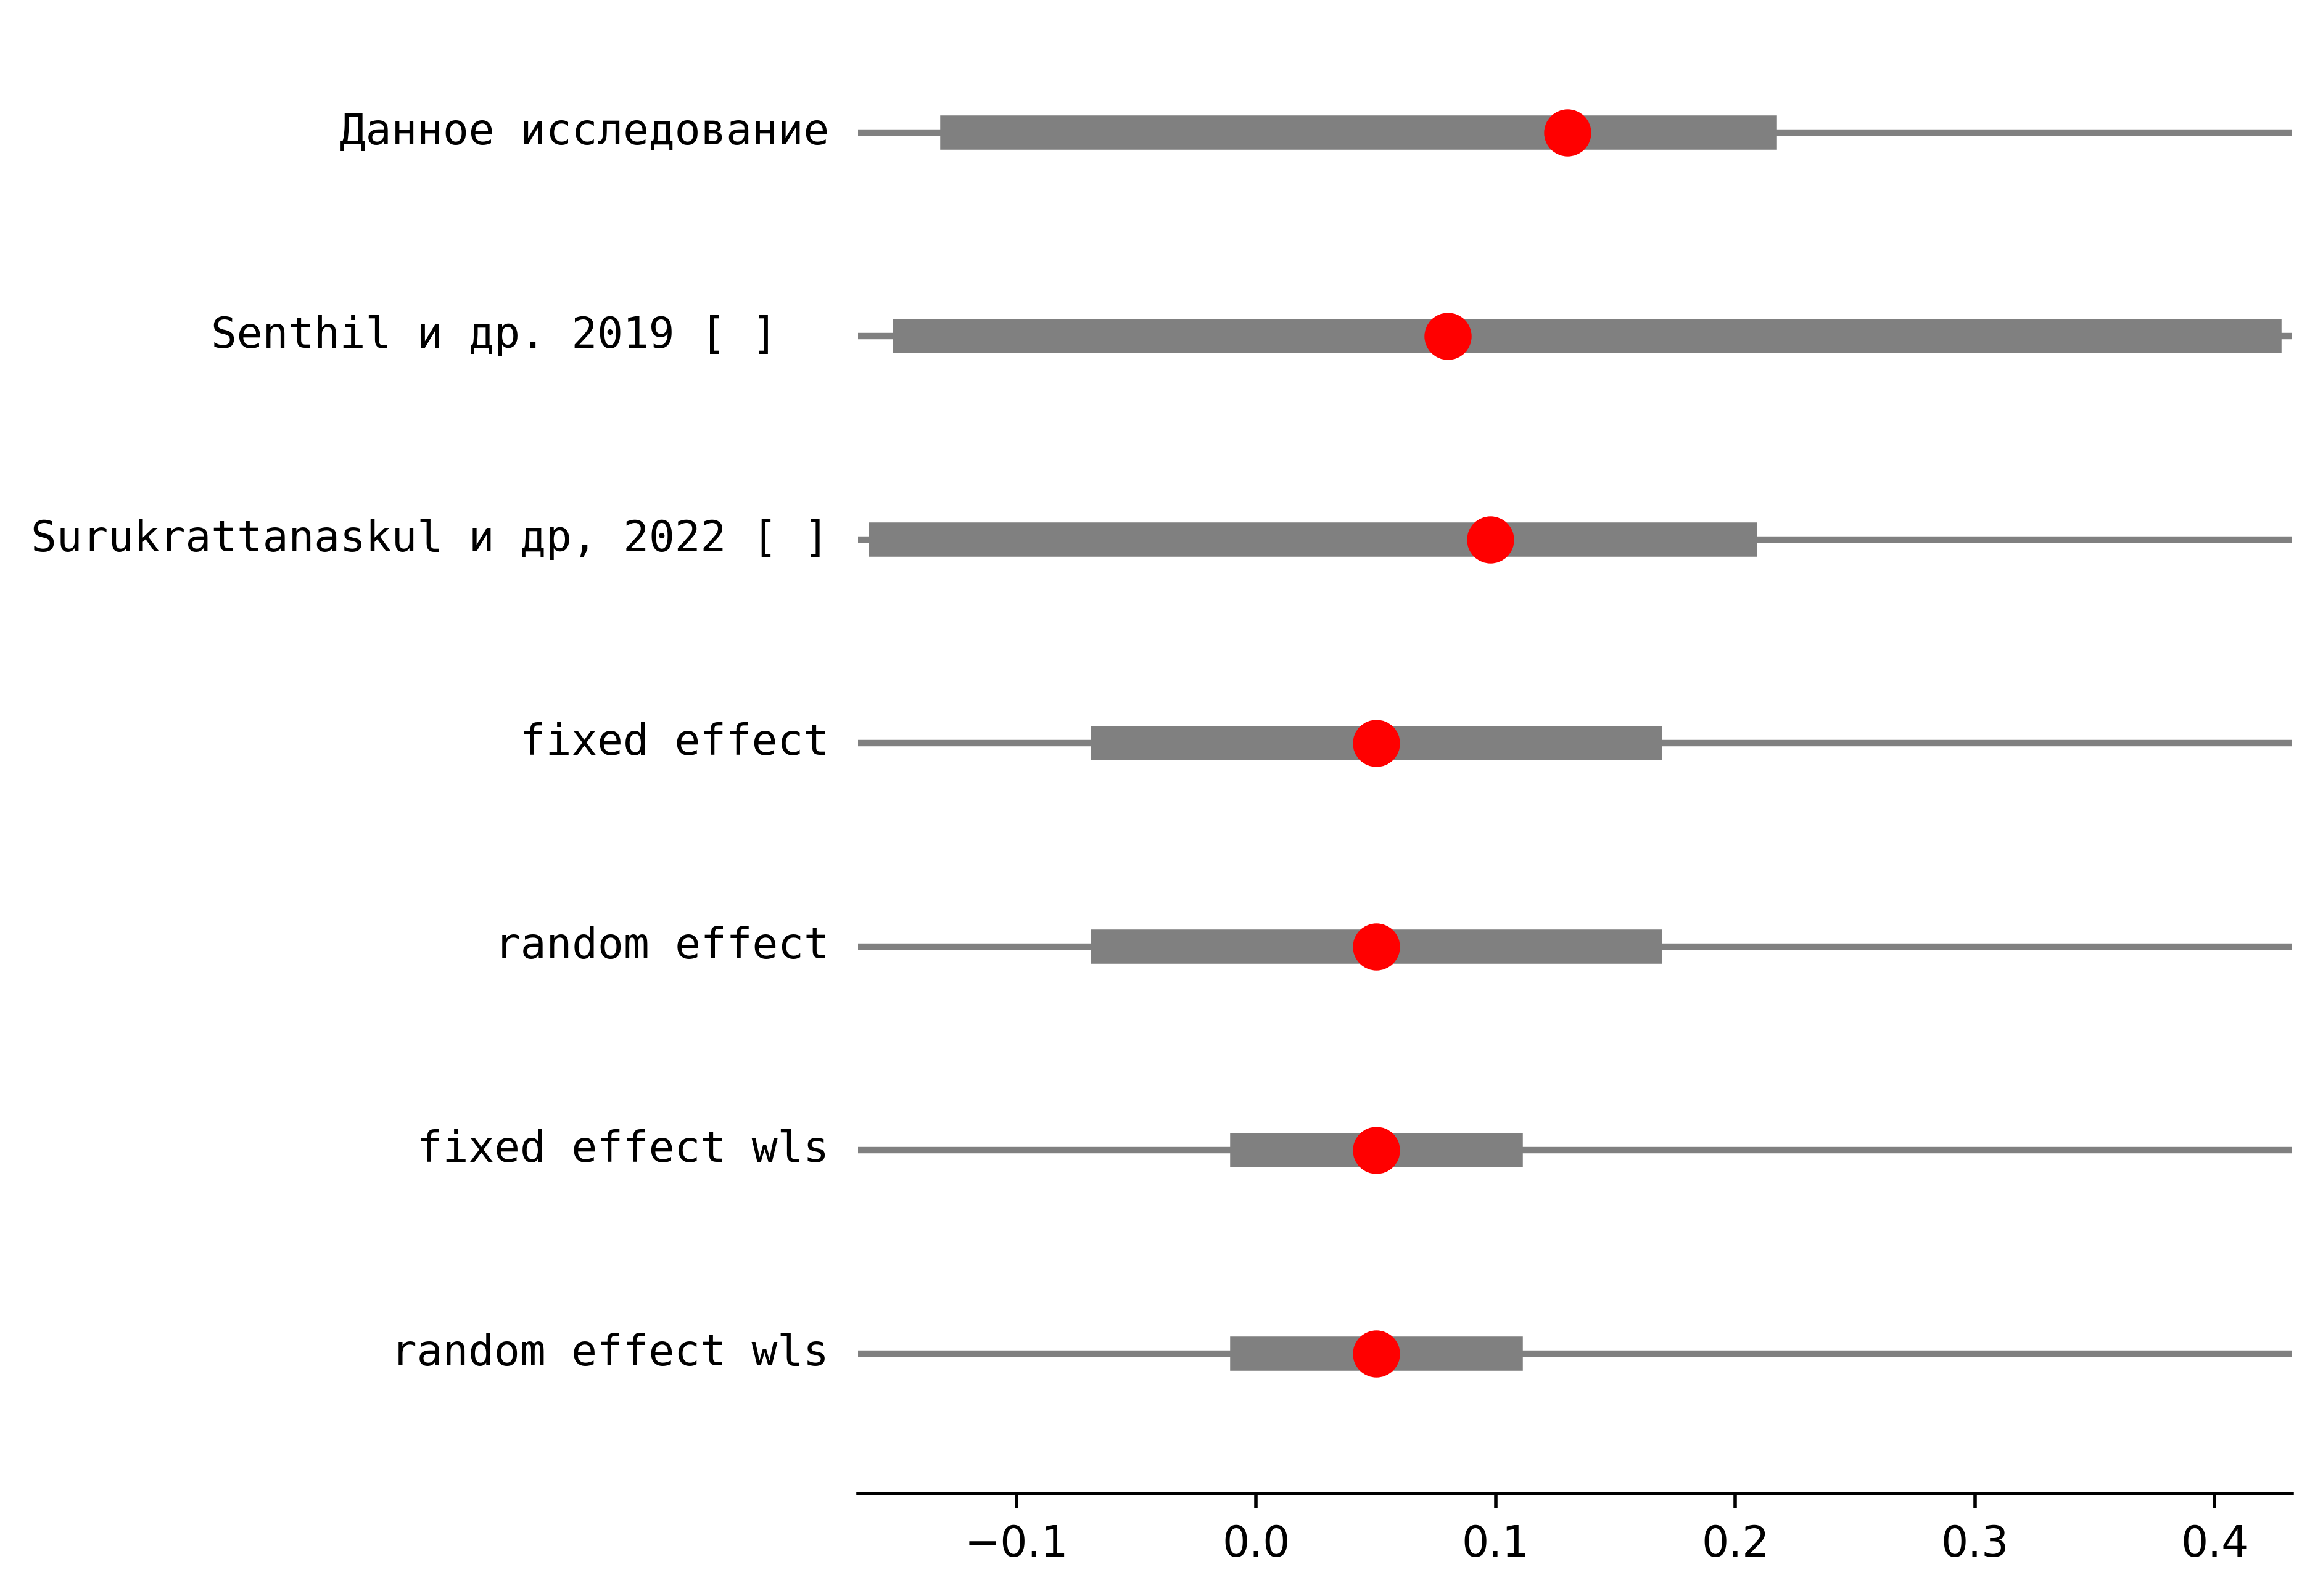 Данное исследование
Senthil и др. 2019 [ ]
Surukrattanaskul и др, 2022 [ ]
fixed effect
random effect
fixed effect wls
random effect wls
−0.1 0.0 0.1 0.2 0.3 0.4